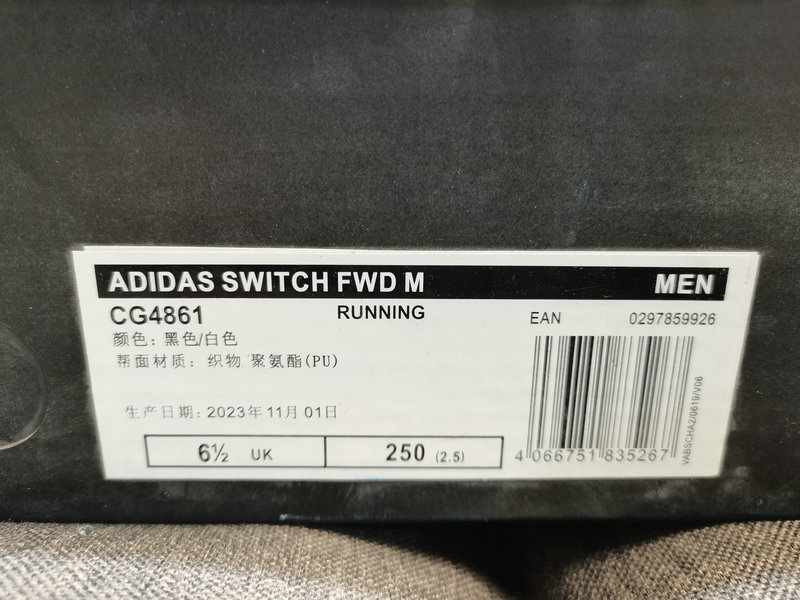 ADIDAS SWITCH FWD M MEN
CG4861 RUNNING EAN 0297859926
颜色：黑色/白色
帮面材质：织物.聚氨酯(PU)
生产日期：2023年11月01日
6½ UK 250 (2.5)
4 066751 835267
VABSCHA2/0619/V06